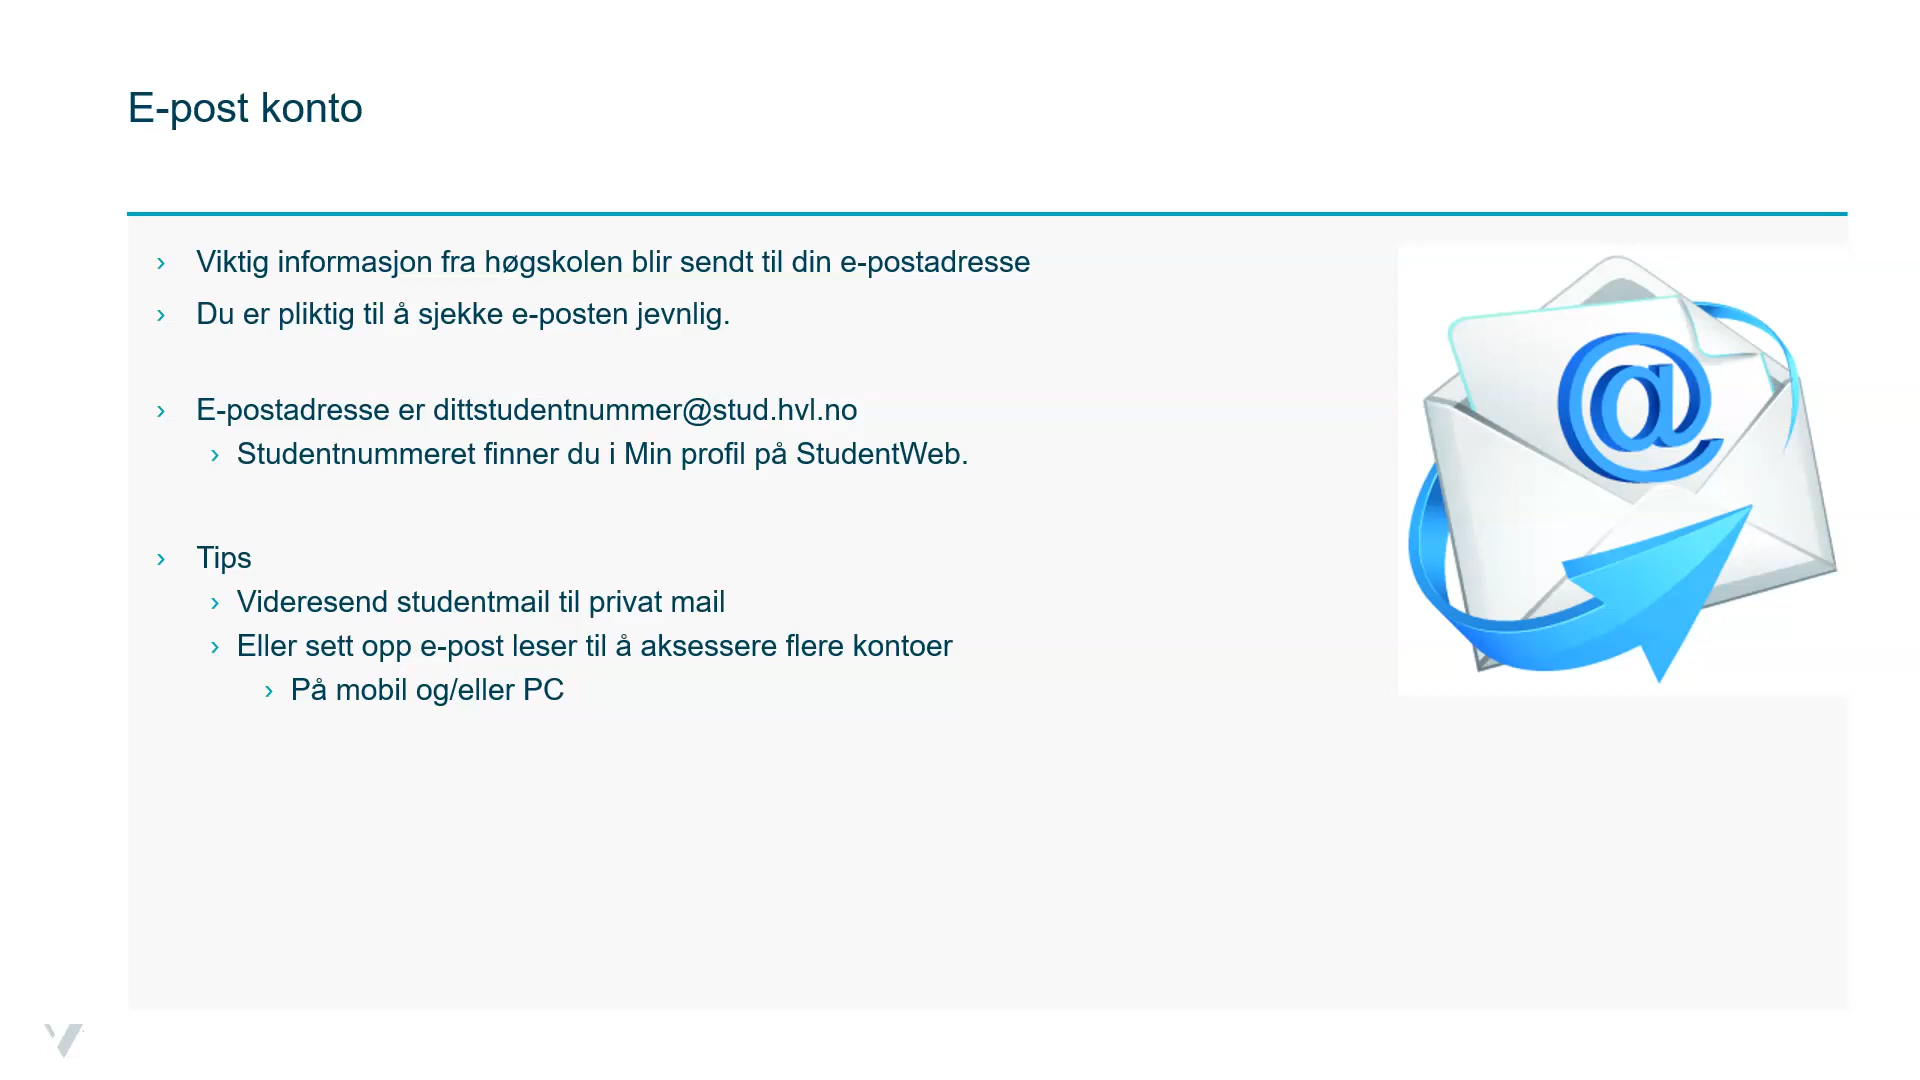 E-post konto
› Viktig informasjon fra høgskolen blir sendt til din e-postadresse
› Du er pliktig til å sjekke e-posten jevnlig.
› E-postadresse er dittstudentnummer@stud.hvl.no
› Studentnummeret finner du i Min profil på StudentWeb.
› Tips
› Videresend studentmail til privat mail
› Eller sett opp e-post leser til å aksessere flere kontoer
› På mobil og/eller PC
@